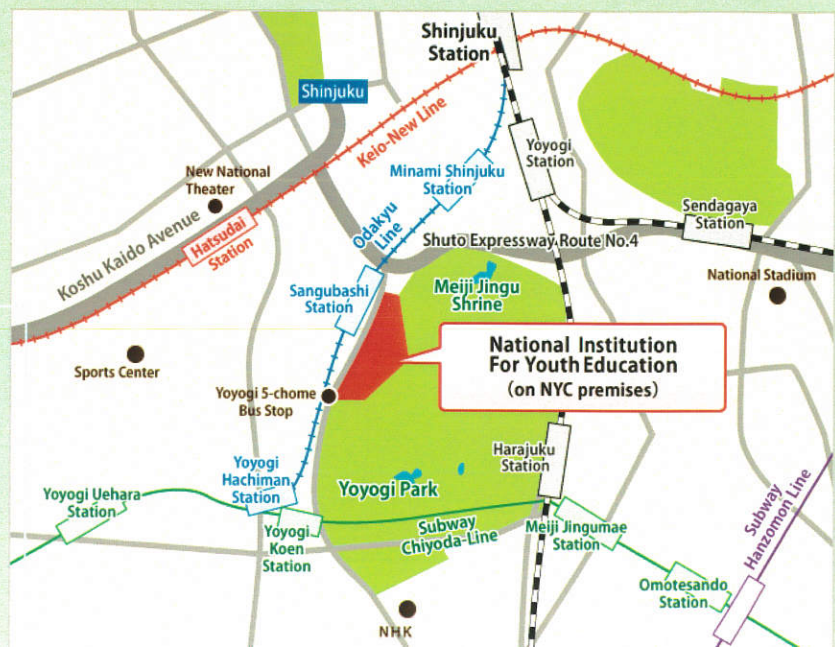 Shinjuku
Station
Shinjuku
Keio-New Line
New National
Theater
Minami Shinjuku
Station
Yoyogi
Station
Sendagaya
Station
Koshu Kaido Avenue
Hatsudai
Station
Odakyu
Line
Shuto Expressway Route No.4
National Stadium
Sangubashi
Station
Meiji Jingu
Shrine
National Institution
For Youth Education
(on NYC premises)
Sports Center
Yoyogi 5-chome
Bus Stop
Harajuku
Station
Yoyogi
Hachiman
Station
Yoyogi Park
Yoyogi Uehara
Station
Yoyogi
Koen
Station
Subway
Chiyoda-Line
Meiji Jingumae
Station
Subway
Hanzomon Line
Omotesando
Station
NHK